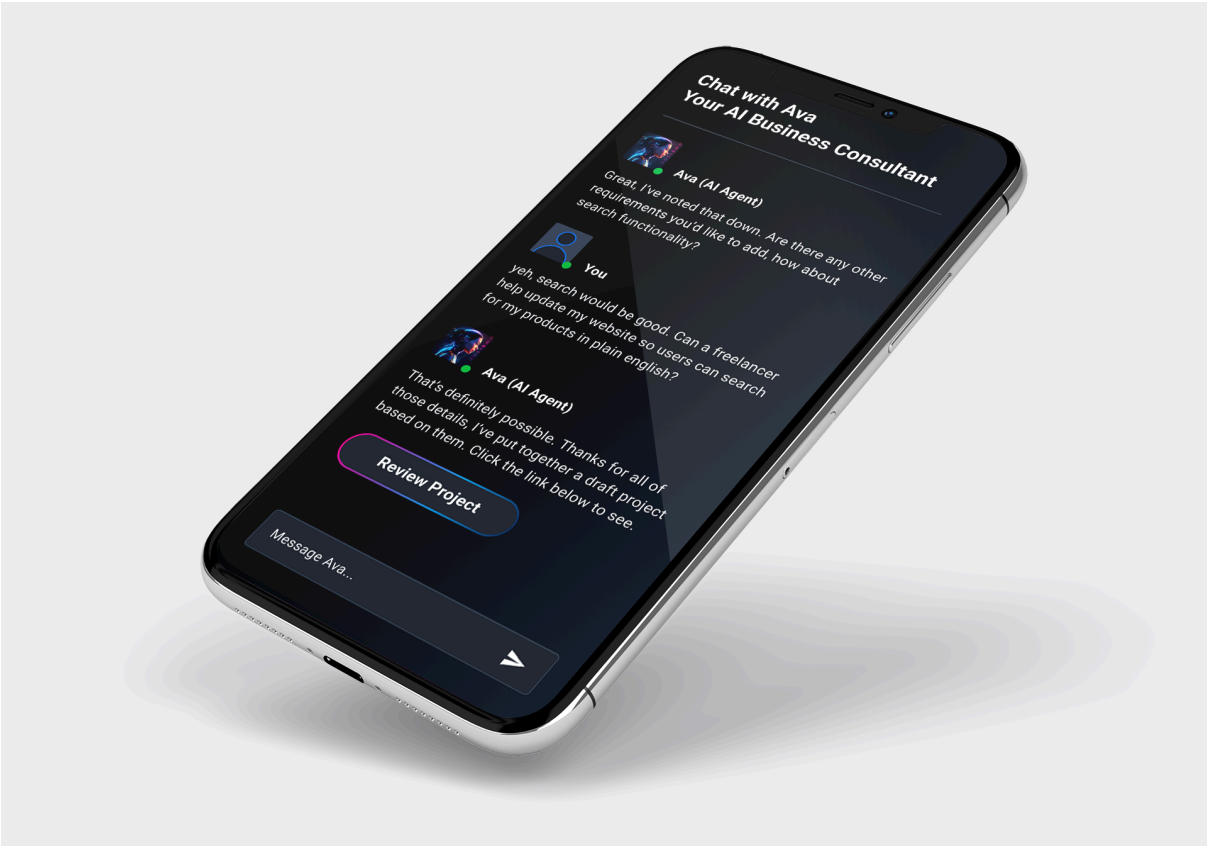 Chat with Ava
Your AI Business Consultant
Ava (AI Agent)
Great, I've noted that down. Are there any other
requirements you'd like to add, how about
search functionality?
You
yeh, search would be good. Can a freelancer
help update my website so users can search
for my products in plain english?
Ava (AI Agent)
That's definitely possible. Thanks for all of
those details, I've put together a draft project
based on them. Click the link below to see.
Review Project
Message Ava...